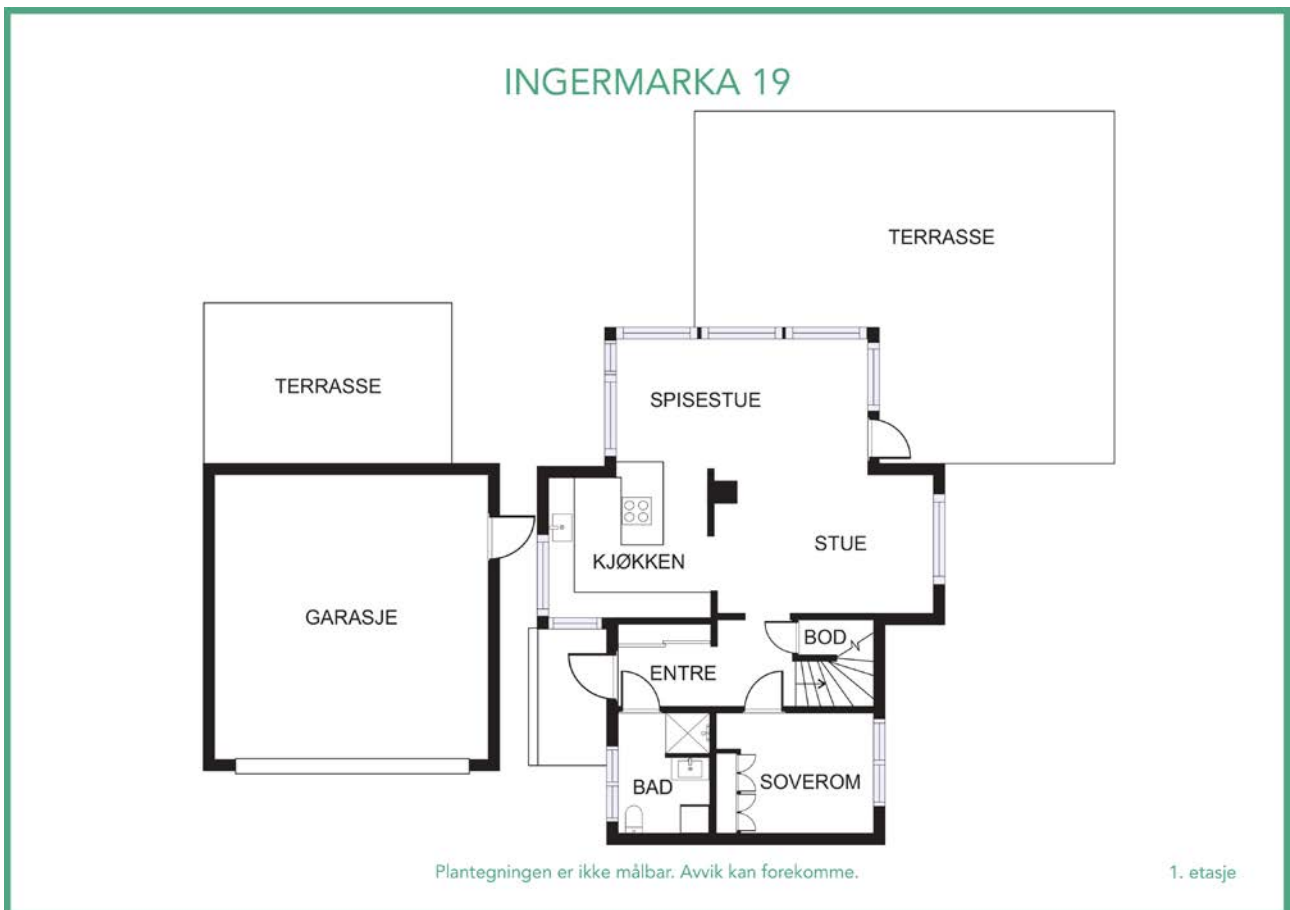 INGERMARKA 19
TERRASSE
TERRASSE
SPISESTUE
STUE
KJØKKEN
GARASJE
BOD
ENTRE
SOVEROM
BAD
Plantegningen er ikke målbar. Avvik kan forekomme.
1. etasje